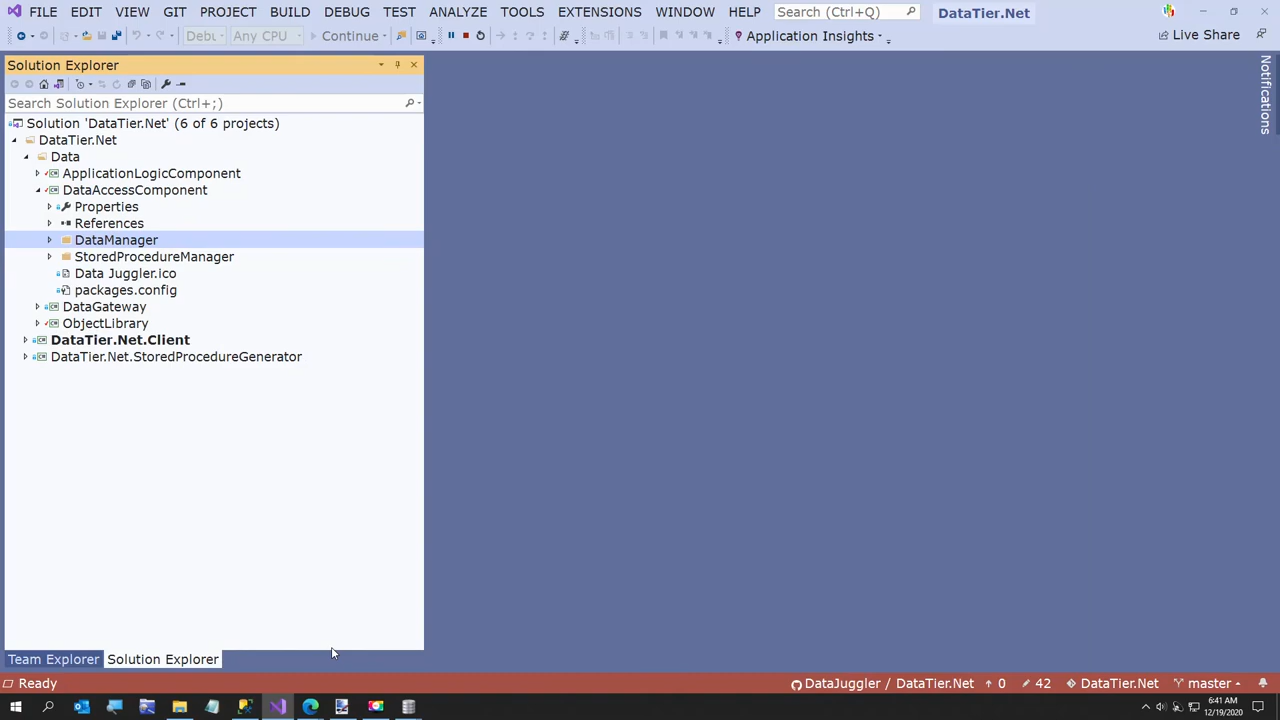 FILE EDIT VIEW GIT PROJECT BUILD DEBUG TEST ANALYZE TOOLS EXTENSIONS WINDOW HELP Search (Ctrl+Q) DataTier.Net
Debu Any CPU Continue Application Insights Live Share
Solution Explorer
Search Solution Explorer (Ctrl+;)
Solution 'DataTier.Net' (6 of 6 projects)
DataTier.Net
Data
ApplicationLogicComponent
DataAccessComponent
Properties
References
DataManager
StoredProcedureManager
Data Juggler.ico
packages.config
DataGateway
ObjectLibrary
DataTier.Net.Client
DataTier.Net.StoredProcedureGenerator
Notifications
Team Explorer Solution Explorer
Ready DataJuggler / DataTier.Net 0 42 DataTier.Net master
6:41 AM
12/19/2020